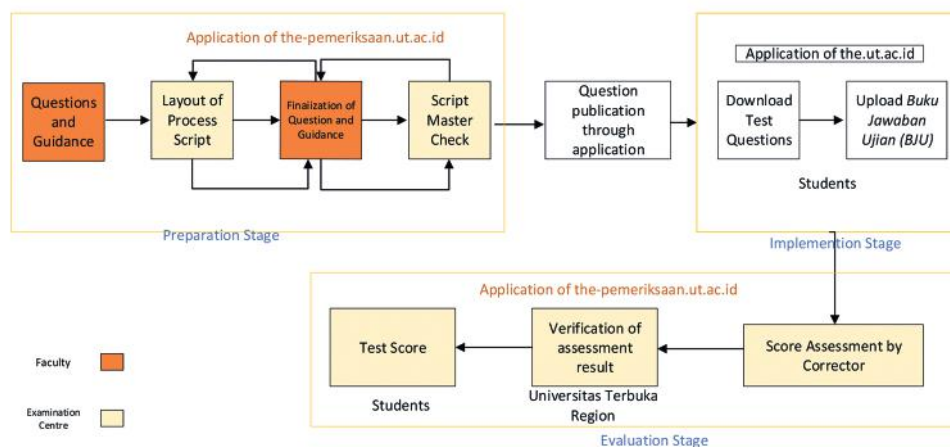 Application of the-pemeriksaan.ut.ac.id
Questions
and
Guidance
Layout of
Process
Script
Finalization of
Question and Guidance
Script
Master
Check
Preparation Stage
Question
publication
through
application
Application of the.ut.ac.id
Download
Test
Questions
Upload Buku
Jawaban
Ujian (BJU)
Students
Implemention Stage
Application of the-pemeriksaan.ut.ac.id
Test Score
Students
Verification of
assessment
result
Universitas Terbuka
Region
Score Assessment by
Corrector
Evaluation Stage
Faculty
Examination
Centre